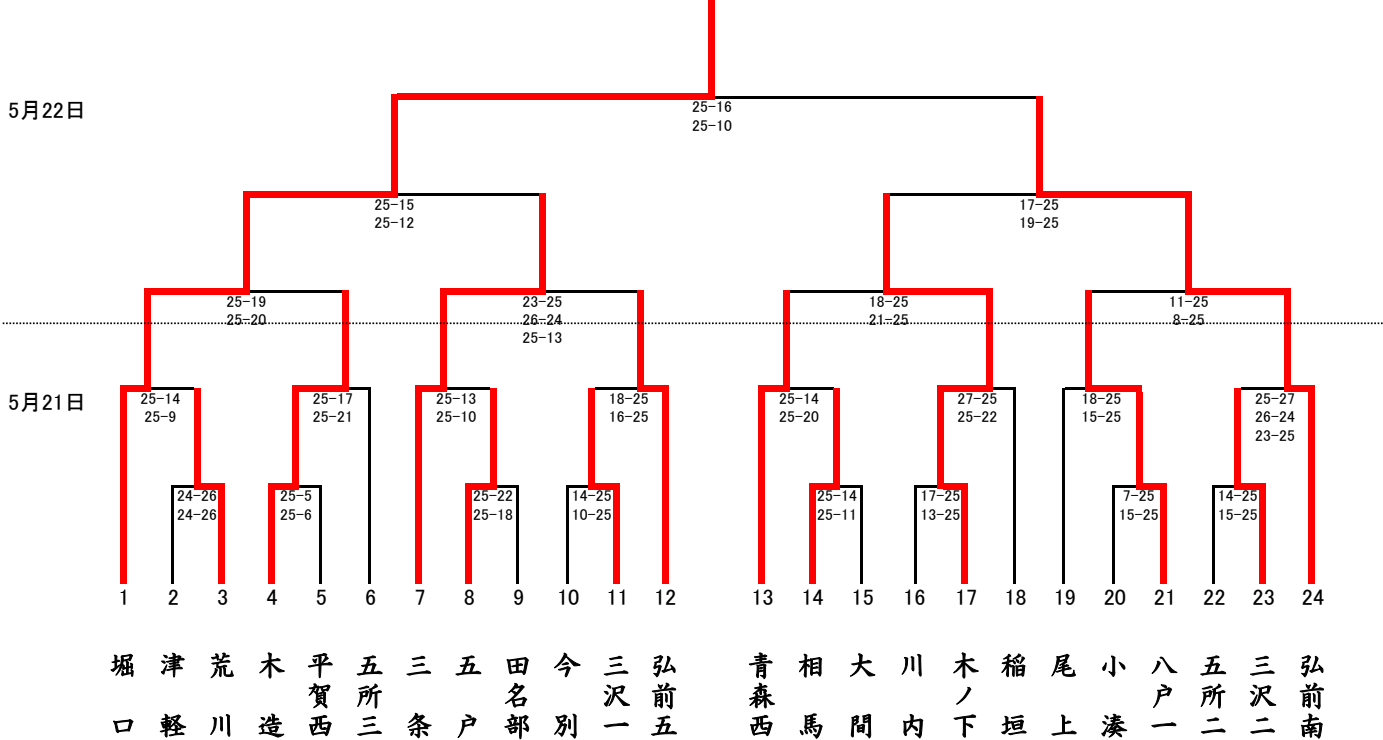 5月22日
25-16
25-10
25-15
25-12
17-25
19-25
25-19
25-20
23-25
26-24
25-13
18-25
21-25
11-25
8-25
5月21日
25-14
25-9
25-17
25-21
25-13
25-10
18-25
16-25
25-14
25-20
27-25
25-22
18-25
15-25
25-27
26-24
23-25
24-26
24-26
25-5
25-6
25-22
25-18
14-25
10-25
25-14
25-11
17-25
13-25
7-25
15-25
14-25
15-25
1 2 3 4 5 6 7 8 9 10 11 12 13 14 15 16 17 18 19 20 21 22 23 24
堀口
津軽
荒川
木造
平賀西
五所三
三条
五戸
田名部
今別
三沢一
弘前五
青森西
相馬
大間
川内
木ノ下
稲垣
尾上
小湊
八戸一
五所二
三沢二
弘前南